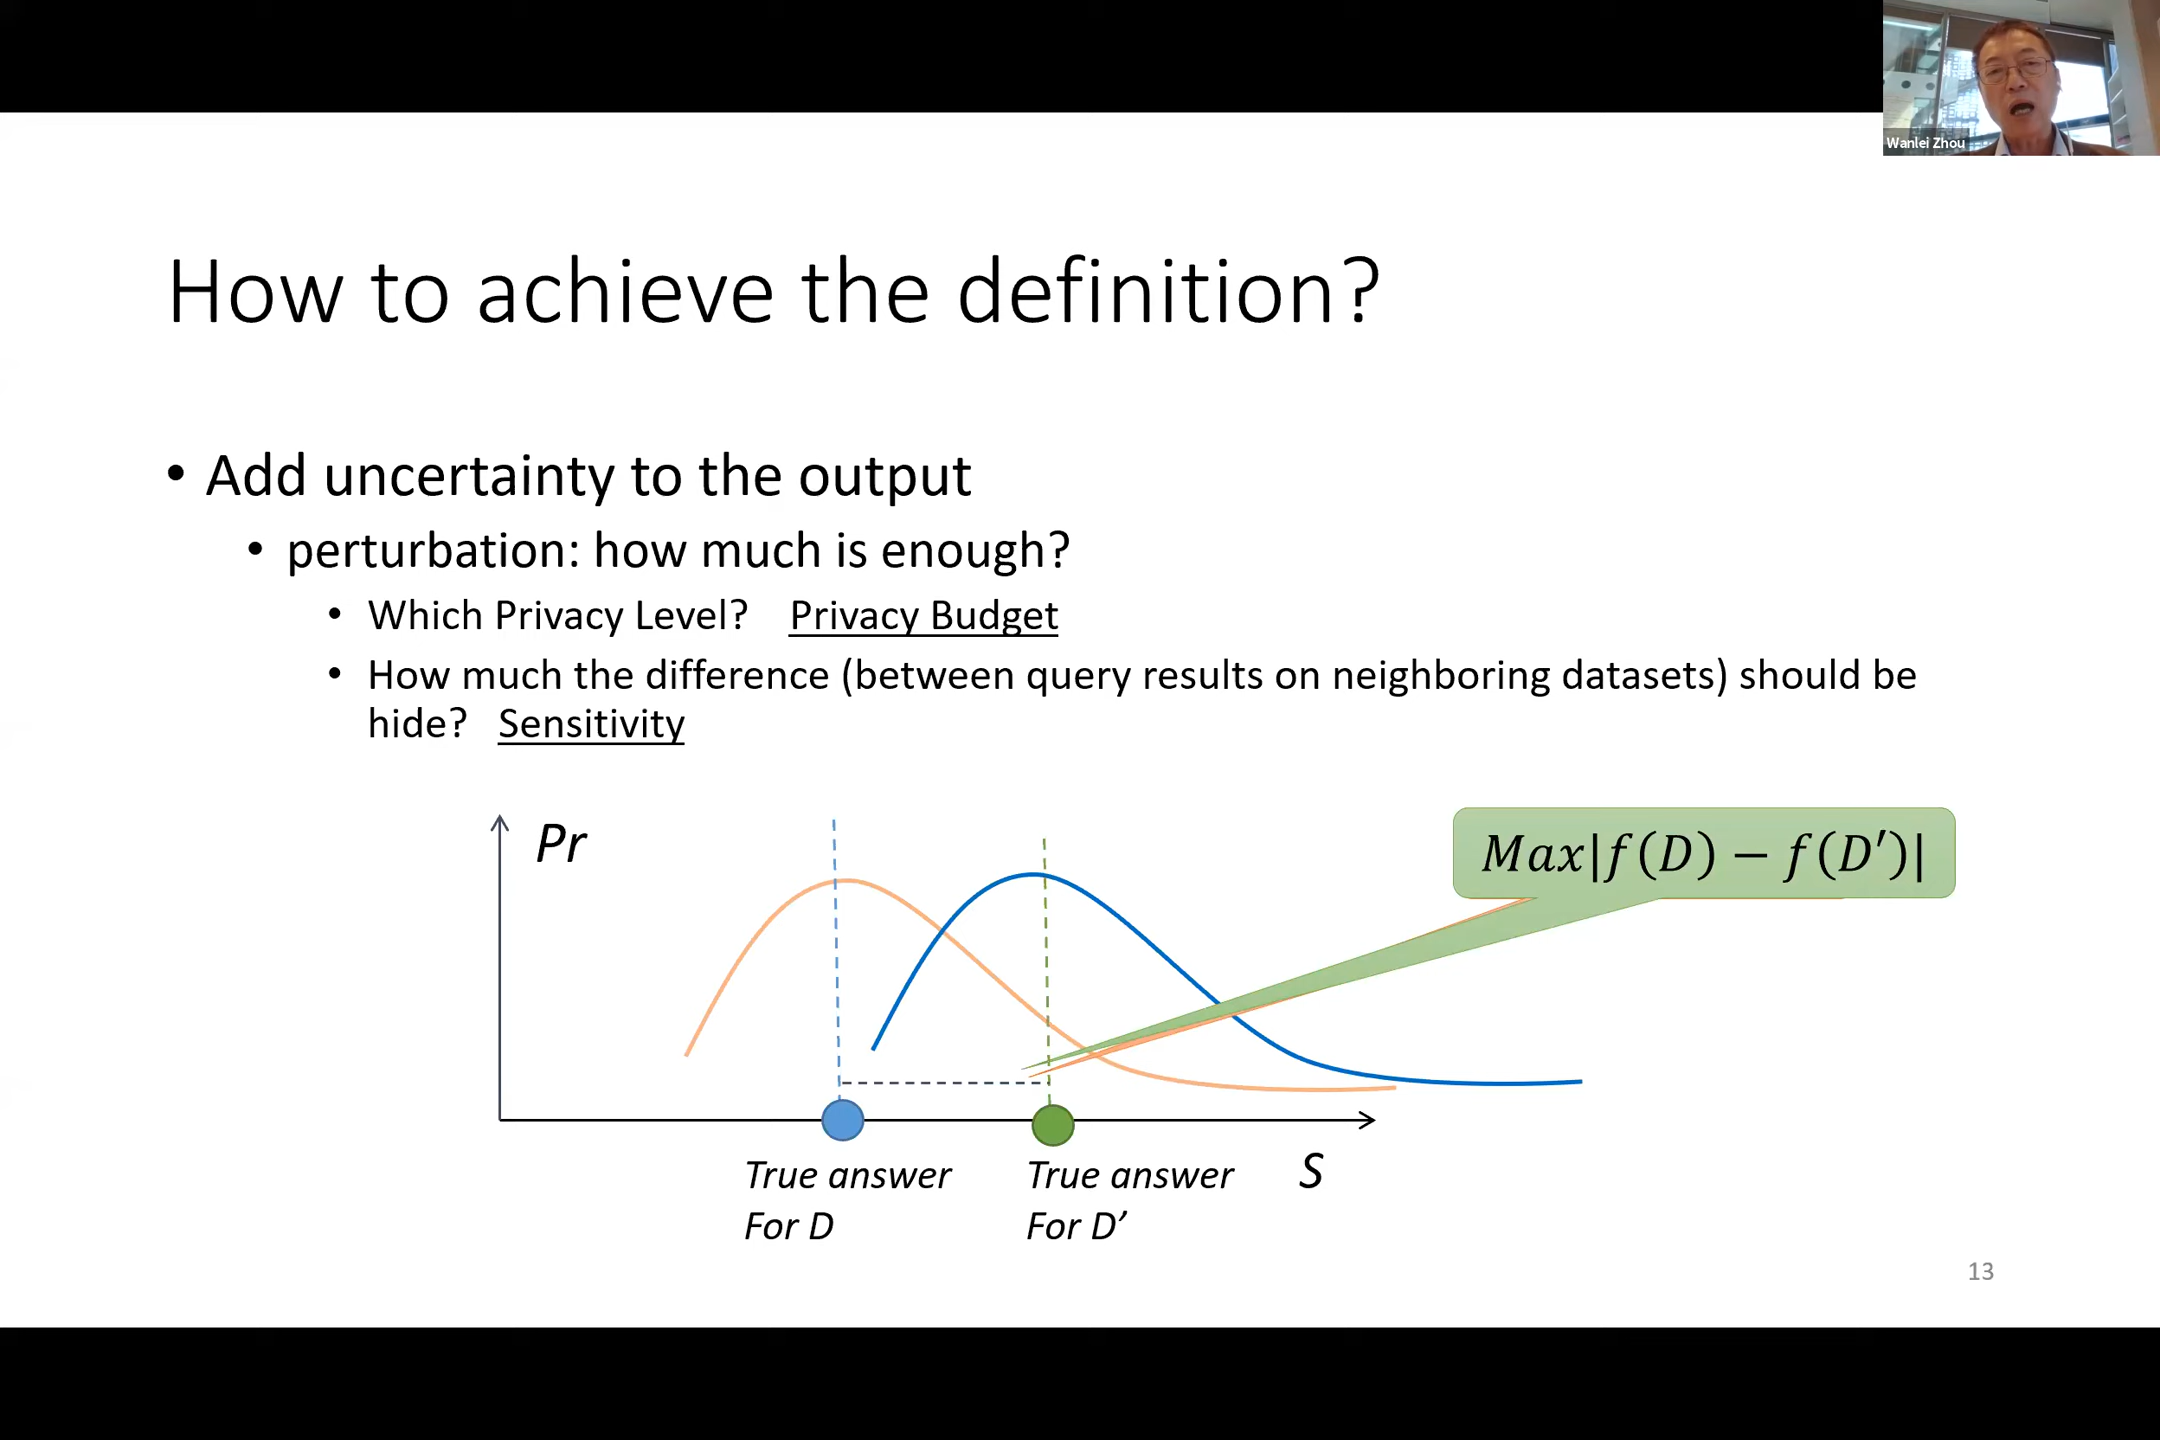 Wanlei Zhou
How to achieve the definition?
• Add uncertainty to the output
• perturbation: how much is enough?
• Which Privacy Level? Privacy Budget
• How much the difference (between query results on neighboring datasets) should be
hide? Sensitivity
Pr
Max|f(D) − f(D′)|
True answer
For D
True answer
For D’
S
13